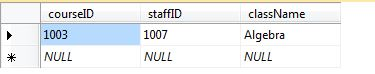 courseID staffID className
1003 1007 Algebra
NULL NULL NULL